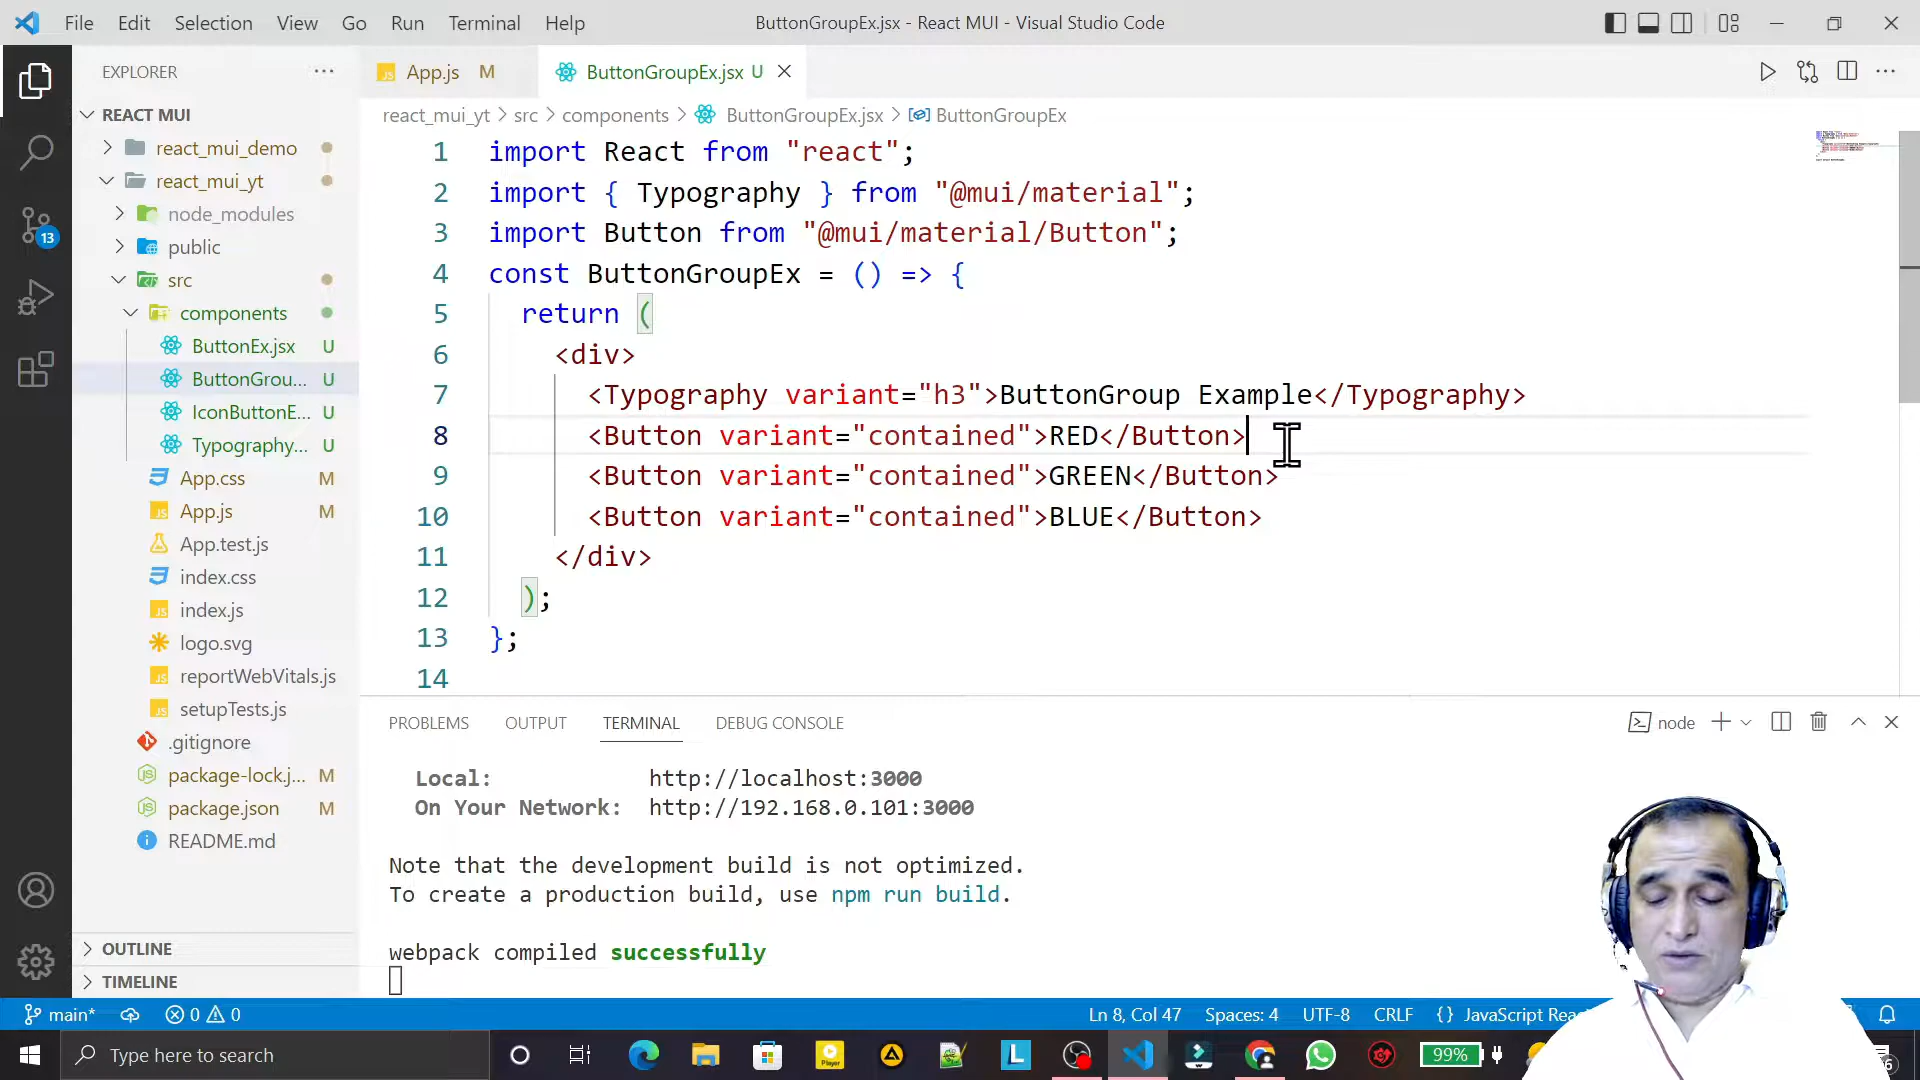 File Edit Selection View Go Run Terminal Help
ButtonGroupEx.jsx - React MUI - Visual Studio Code
EXPLORER
App.js M
ButtonGroupEx.jsx U
REACT MUI
react_mui_yt > src > components > ButtonGroupEx.jsx > ButtonGroupEx
react_mui_demo
react_mui_yt
node_modules
public
src
components
ButtonEx.jsx U
ButtonGrou... U
IconButtonE... U
Typography... U
App.css M
App.js M
App.test.js
index.css
index.js
logo.svg
reportWebVitals.js
setupTests.js
.gitignore
package-lock.j... M
package.json M
README.md
OUTLINE
TIMELINE
13
1 import React from "react";
2 import { Typography } from "@mui/material";
3 import Button from "@mui/material/Button";
4 const ButtonGroupEx = () => {
5 return (
6 <div>
7 <Typography variant="h3">ButtonGroup Example</Typography>
8 <Button variant="contained">RED</Button>
9 <Button variant="contained">GREEN</Button>
10 <Button variant="contained">BLUE</Button>
11 </div>
12 );
13 };
14
PROBLEMS OUTPUT TERMINAL DEBUG CONSOLE
node
Local: http://localhost:3000
On Your Network: http://192.168.0.101:3000
Note that the development build is not optimized.
To create a production build, use npm run build.
webpack compiled successfully
main* 0 0
Ln 8, Col 47 Spaces: 4 UTF-8 CRLF {} JavaScript Rea
Type here to search
99%